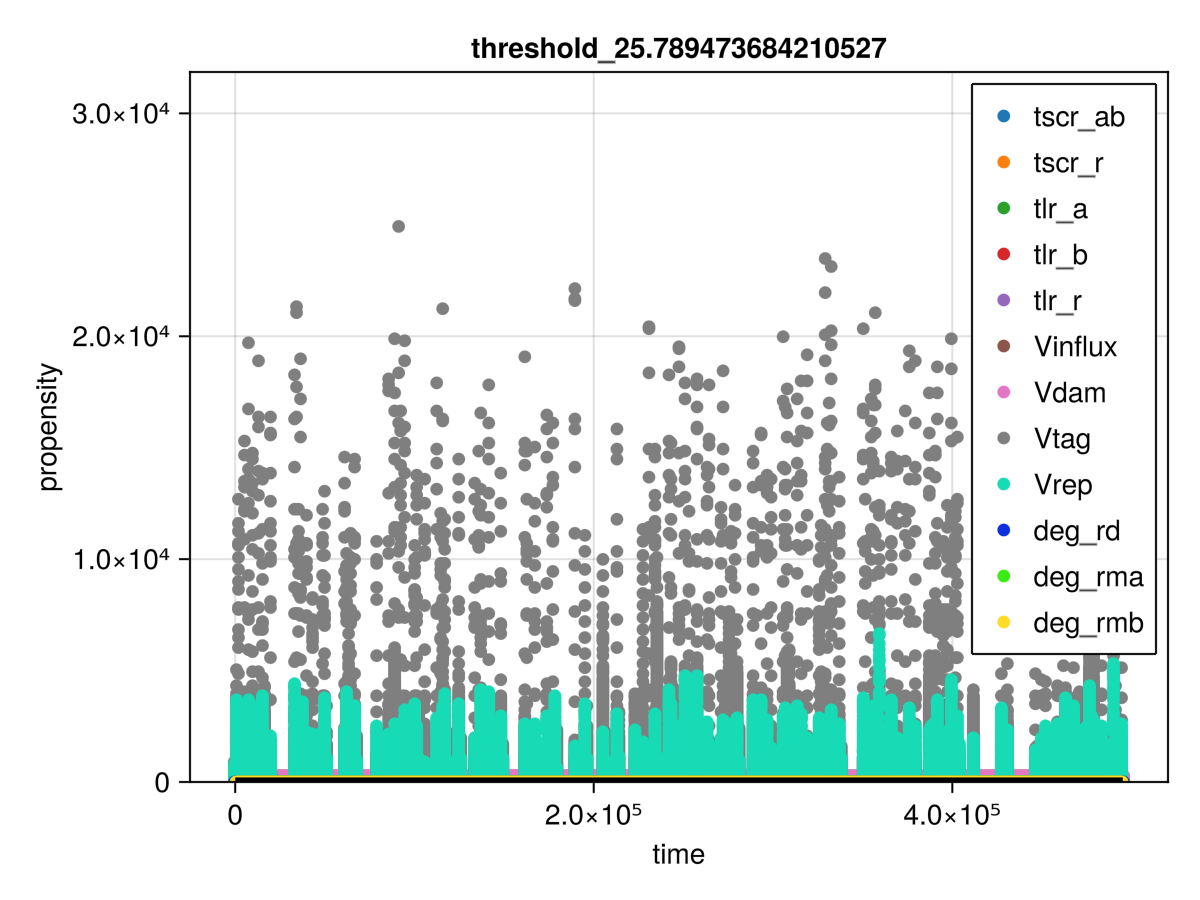 threshold_25.789473684210527
propensity
3.0×10⁴
2.0×10⁴
1.0×10⁴
0
0
2.0×10⁵
4.0×10⁵
time
tscr_ab
tscr_r
tlr_a
tlr_b
tlr_r
Vinflux
Vdam
Vtag
Vrep
deg_rd
deg_rma
deg_rmb